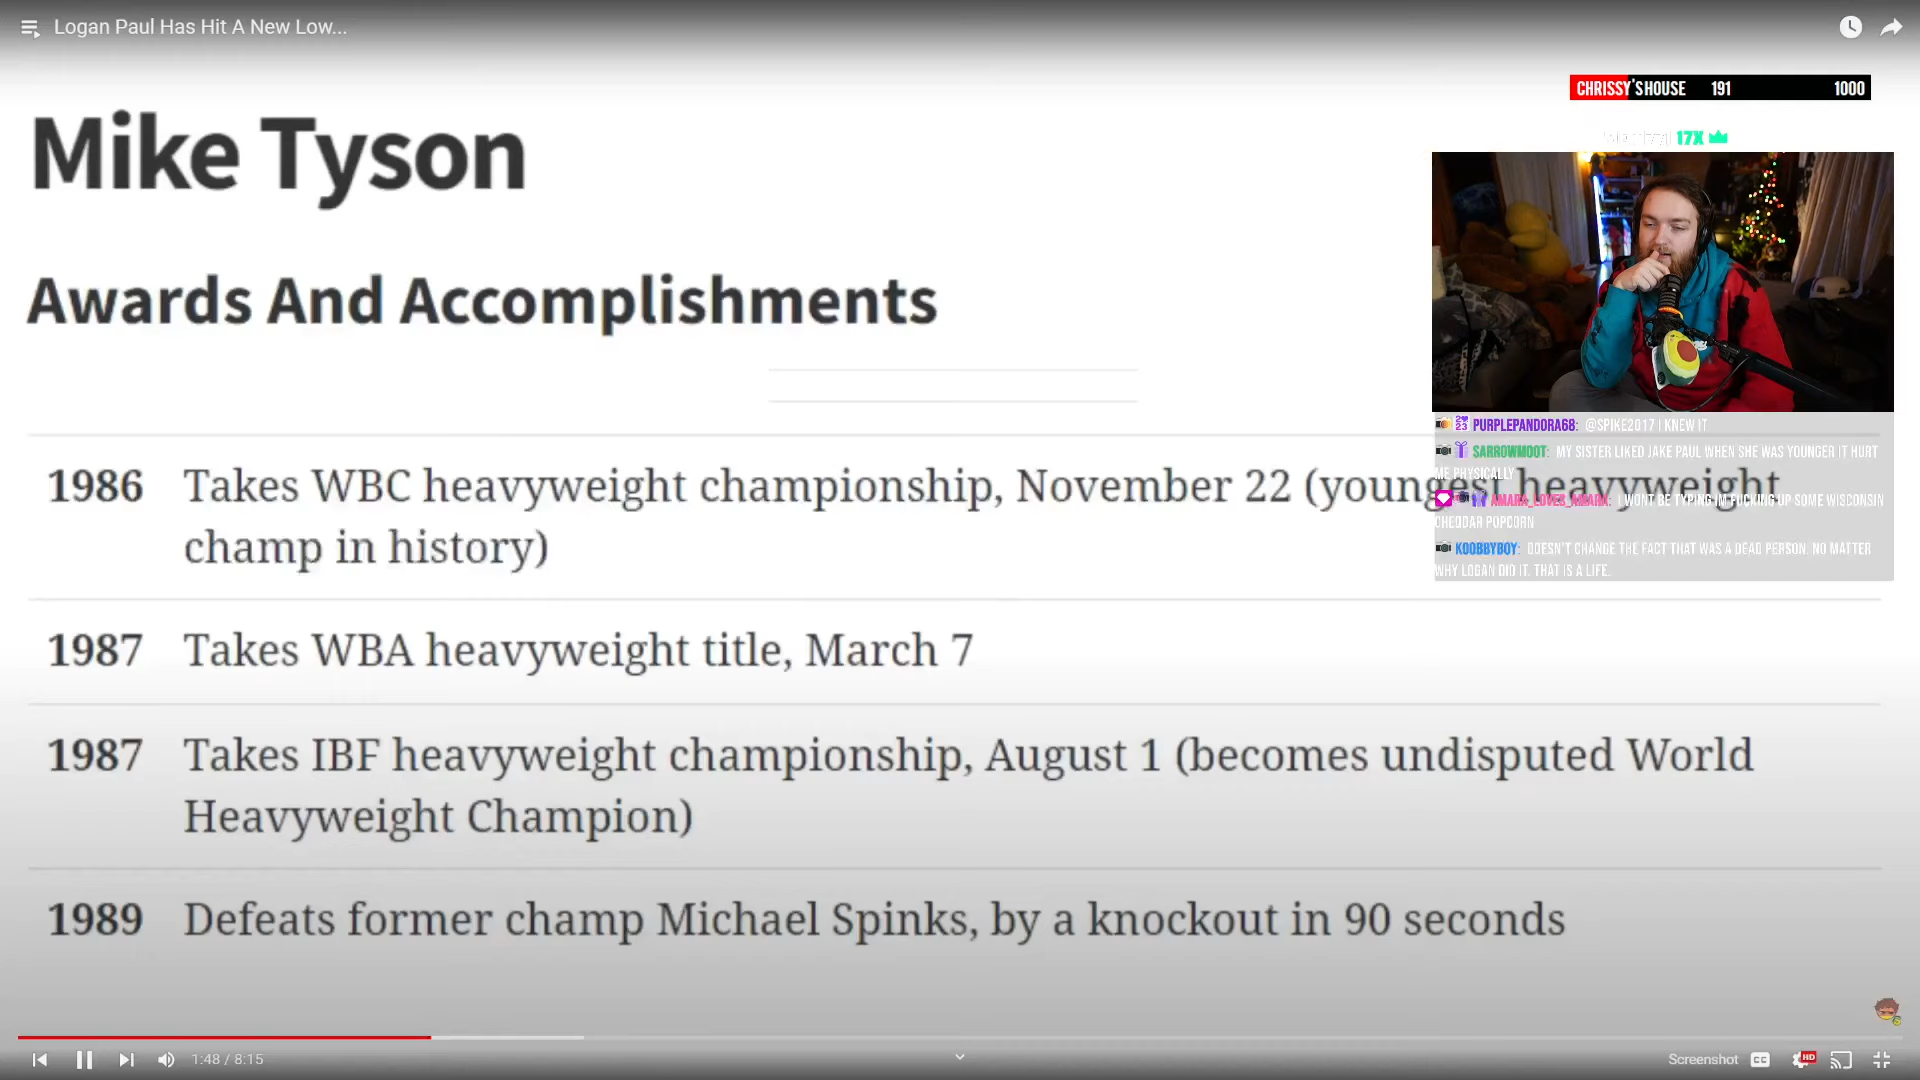 Logan Paul Has Hit A New Low...
CHRISSY'S HOUSE 191 1000
17X
Mike Tyson
Awards And Accomplishments
PURPLEPANDORA68: @SPIKE2017 I KNEW IT
SARROWMOOT: MY SISTER LIKED JAKE PAUL WHEN SHE WAS YOUNGER IT HURT
ME PHYSICALLY
AMARA_LOVES_AMARA: I WONT BE TYPING IM FUCKING UP SOME WISCONSIN
CHEDDAR POPCORN
KOOBBYBOY: DOESN'T CHANGE THE FACT THAT WAS A DEAD PERSON. NO MATTER
WHY LOGAN DID IT. THAT IS A LIFE.
1986 Takes WBC heavyweight championship, November 22 (youngest heavyweight
champ in history)
1987 Takes WBA heavyweight title, March 7
1987 Takes IBF heavyweight championship, August 1 (becomes undisputed World
Heavyweight Champion)
1989 Defeats former champ Michael Spinks, by a knockout in 90 seconds
1:48 / 8:15
Screenshot CC HD